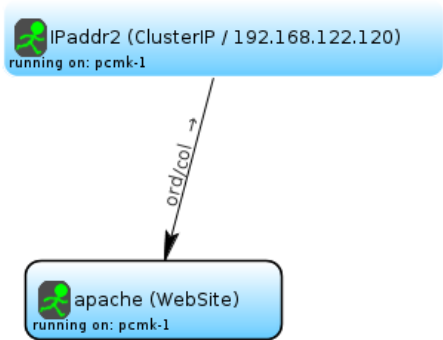 IPaddr2 (ClusterIP / 192.168.122.120)
running on: pcmk-1
ord/col →
apache (WebSite)
running on: pcmk-1